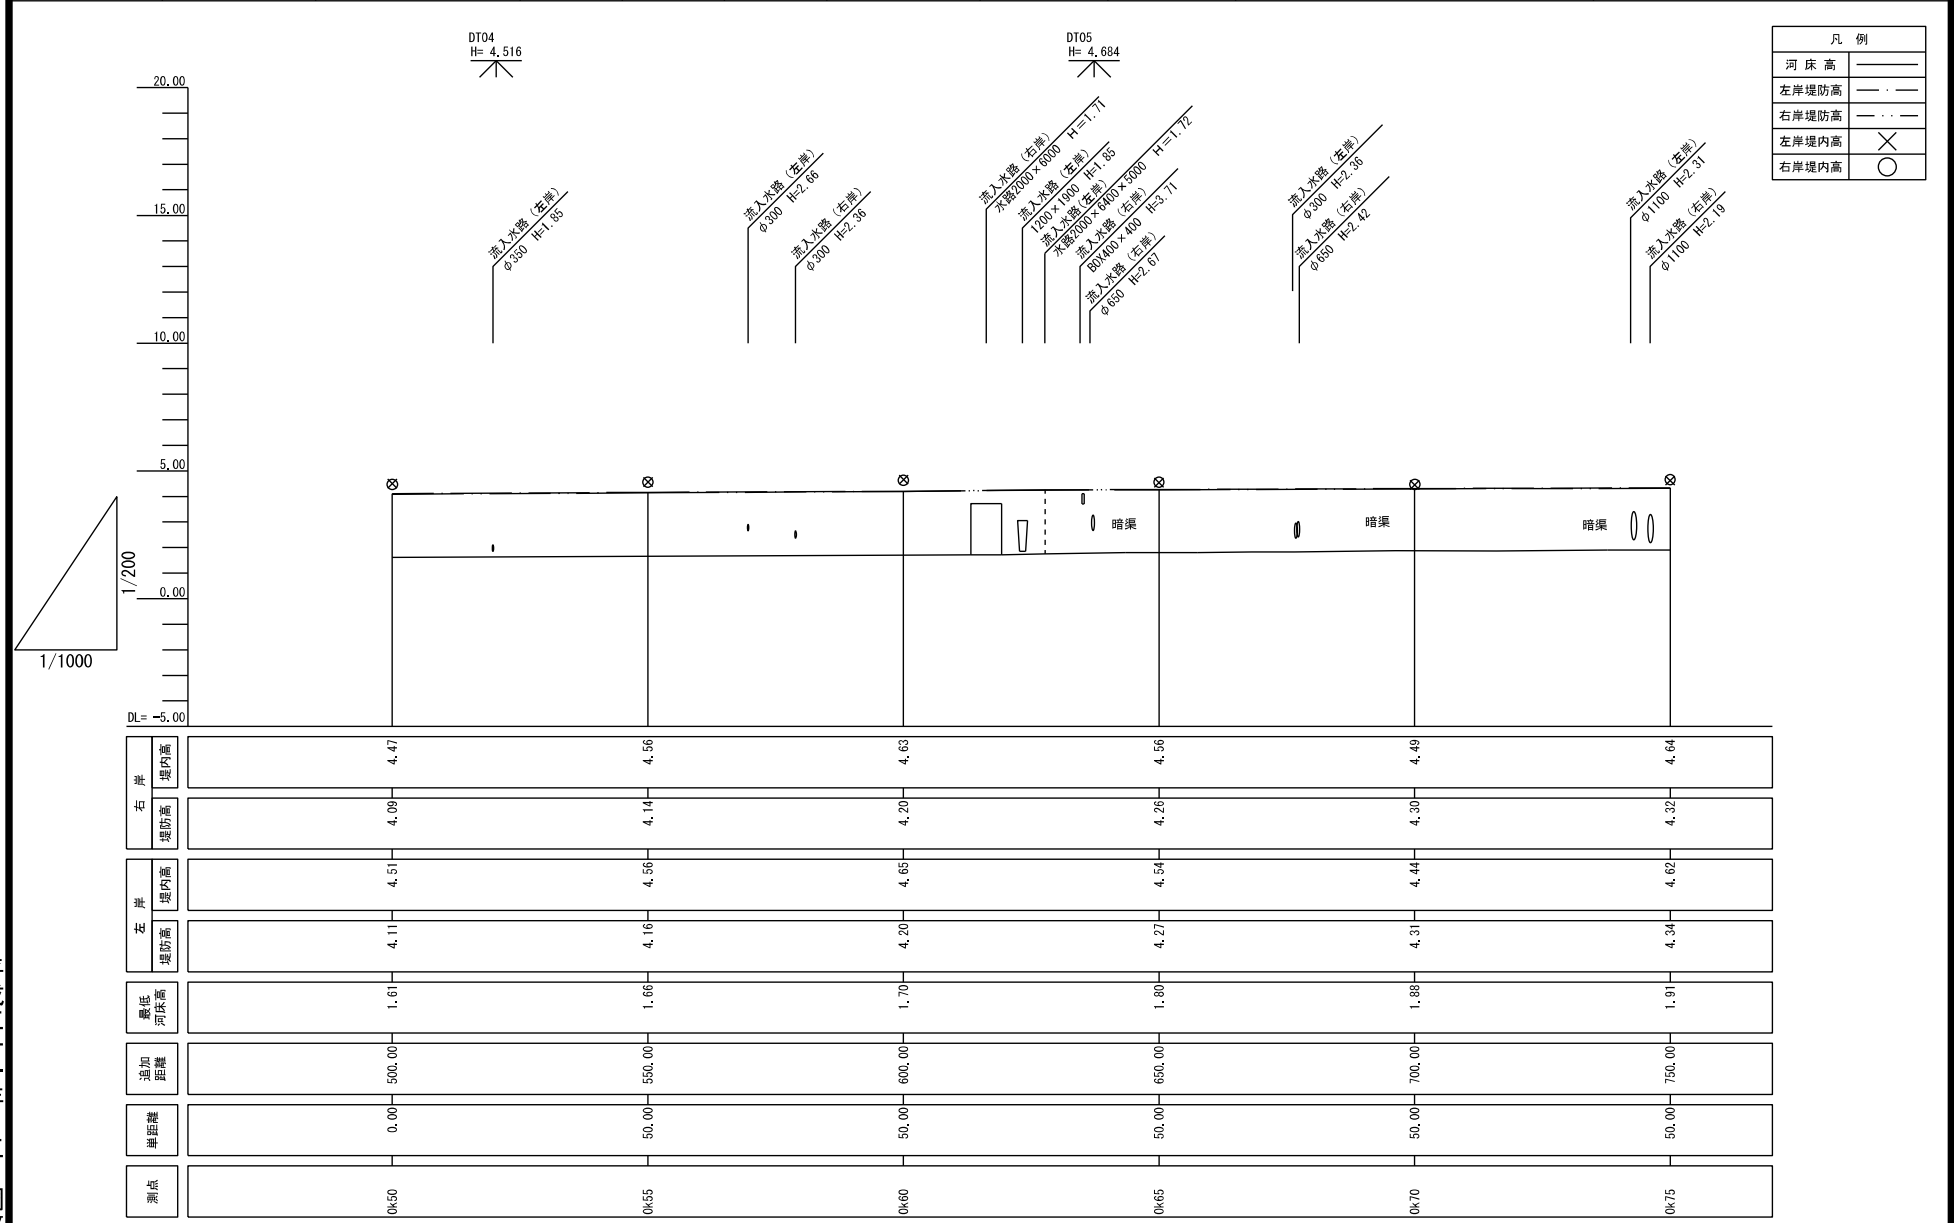 DT04
H= 4.516
DT05
H= 4.684
凡 例
河 床 高
左岸堤防高
右岸堤防高
左岸堤内高
右岸堤内高
20.00
15.00
10.00
5.00
0.00
DL= -5.00
1/200
1/1000
流入水路 (左岸)
φ350 H=1.85
流入水路 (左岸)
φ300 H=2.66
流入水路 (右岸)
φ300 H=2.36
流入水路 (右岸)
水路2000×6000 H=1.71
流入水路 (左岸)
1200×1900 H=1.85
流入水路(左岸)
水路2000×6400×5000 H=1.72
流入水路 (右岸)
BOX400×400 H=3.71
流入水路 (右岸)
φ650 H=2.67
流入水路 (左岸)
φ300 H=2.36
流入水路 (右岸)
φ650 H=2.42
流入水路 (左岸)
φ1100 H=2.31
流入水路 (右岸)
φ1100 H=2.19
暗渠
暗渠
暗渠
右 岸
堤内高
4.47 4.56 4.63 4.56 4.49 4.64
堤防高
4.09 4.14 4.20 4.26 4.30 4.32
左 岸
堤内高
4.51 4.56 4.65 4.54 4.44 4.62
堤防高
4.11 4.16 4.20 4.27 4.31 4.34
最低
河床高
1.61 1.66 1.70 1.80 1.88 1.91
追加
距離
500.00 550.00 600.00 650.00 700.00 750.00
単距離
0.00 50.00 50.00 50.00 50.00 50.00
測点
0k50 0k55 0k60 0k65 0k70 0k75